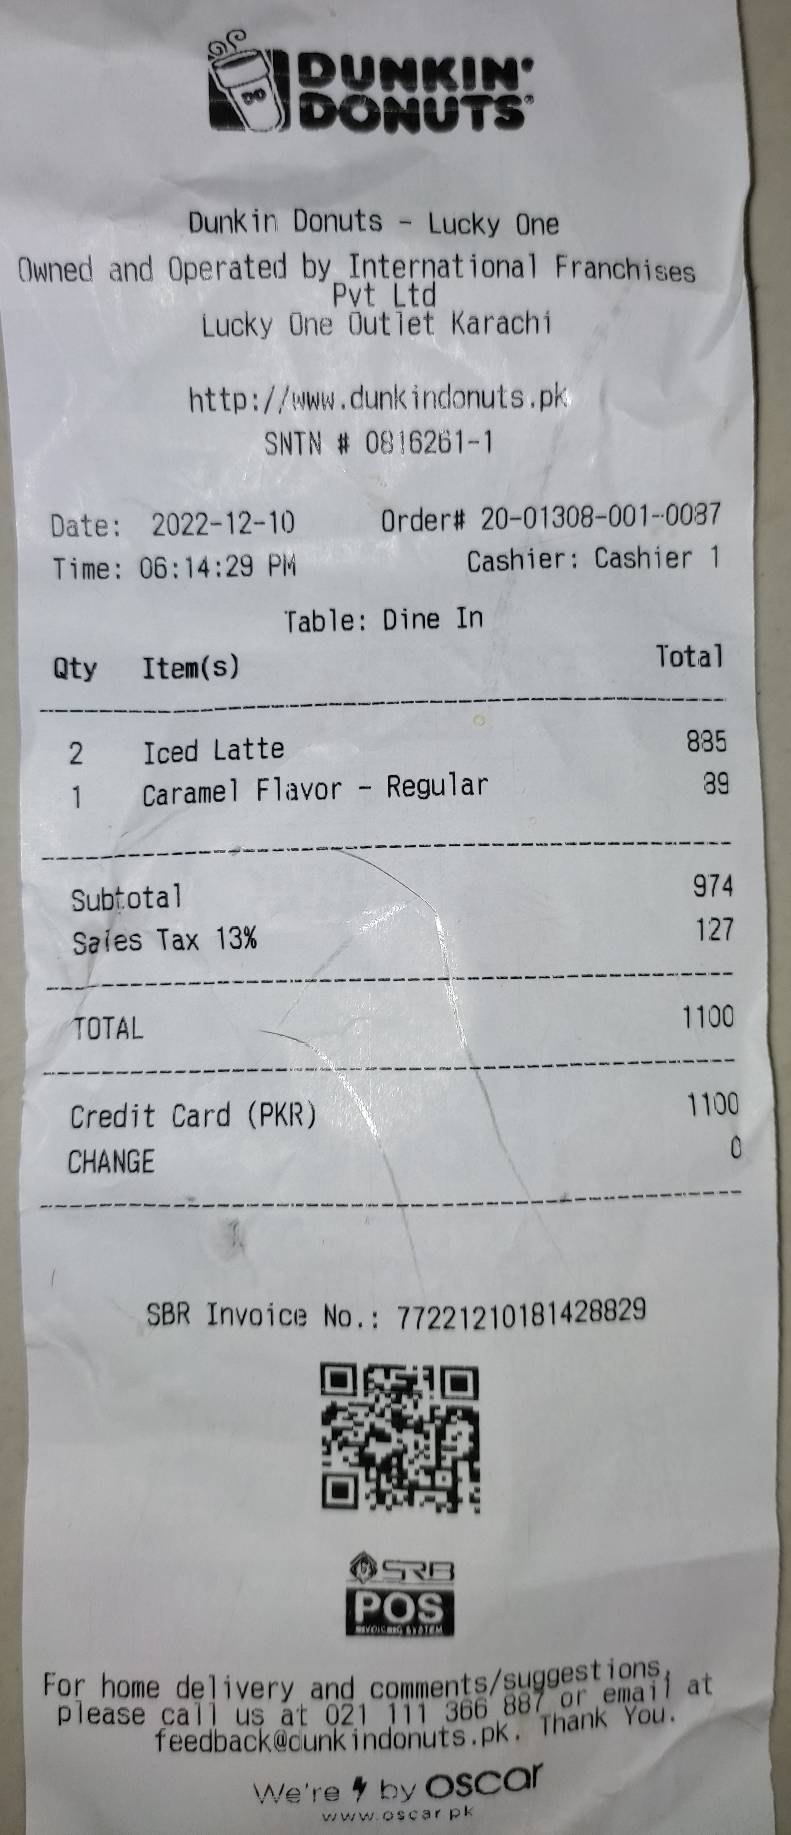 DUNKIN'
DONUTS
Dunkin Donuts - Lucky One
Owned and Operated by International Franchises
Pvt Ltd
Lucky One Outlet Karachi
http://www.dunkindonuts.pk
SNTN # 0816261-1
Date: 2022-12-10 Order# 20-01308-001-0087
Time: 06:14:29 PM Cashier: Cashier 1
Table: Dine In
Qty Item(s) Total
2 Iced Latte 885
1 Caramel Flavor - Regular 89
Subtotal 974
Sales Tax 13% 127
TOTAL 1100
Credit Card (PKR) 1100
CHANGE 0
SBR Invoice No.: 77221210181428829
SRB
POS
INVOICING SYSTEM
For home delivery and comments/suggestions,
please call us at 021 111 366 887 or email at
feedback@dunkindonuts.pk. Thank You.
We're by oscar
www.oscar.pk